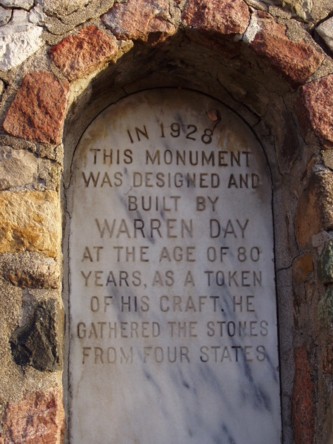 IN 1928
THIS MONUMENT
WAS DESIGNED AND
BUILT BY
WARREN DAY
AT THE AGE OF 80
YEARS, AS A TOKEN
OF HIS CRAFT. HE
GATHERED THE STONES
FROM FOUR STATES